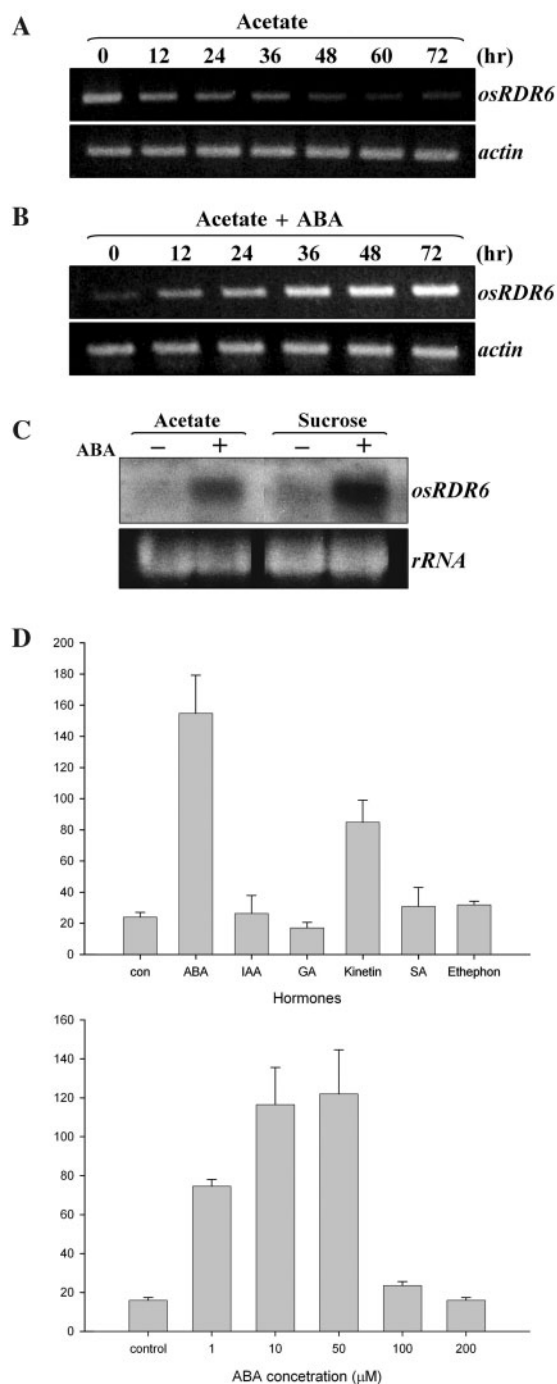 A
Acetate
0 12 24 36 48 60 72 (hr)
osRDR6
actin
B
Acetate + ABA
0 12 24 36 48 72 (hr)
osRDR6
actin
C
Acetate Sucrose
ABA − + − +
osRDR6
rRNA
D
200
180
160
140
120
100
80
60
40
20
0
con ABA IAA GA Kinetin SA Ethephon
Hormones
160
140
120
100
80
60
40
20
0
control 1 10 50 100 200
ABA concetration (μM)